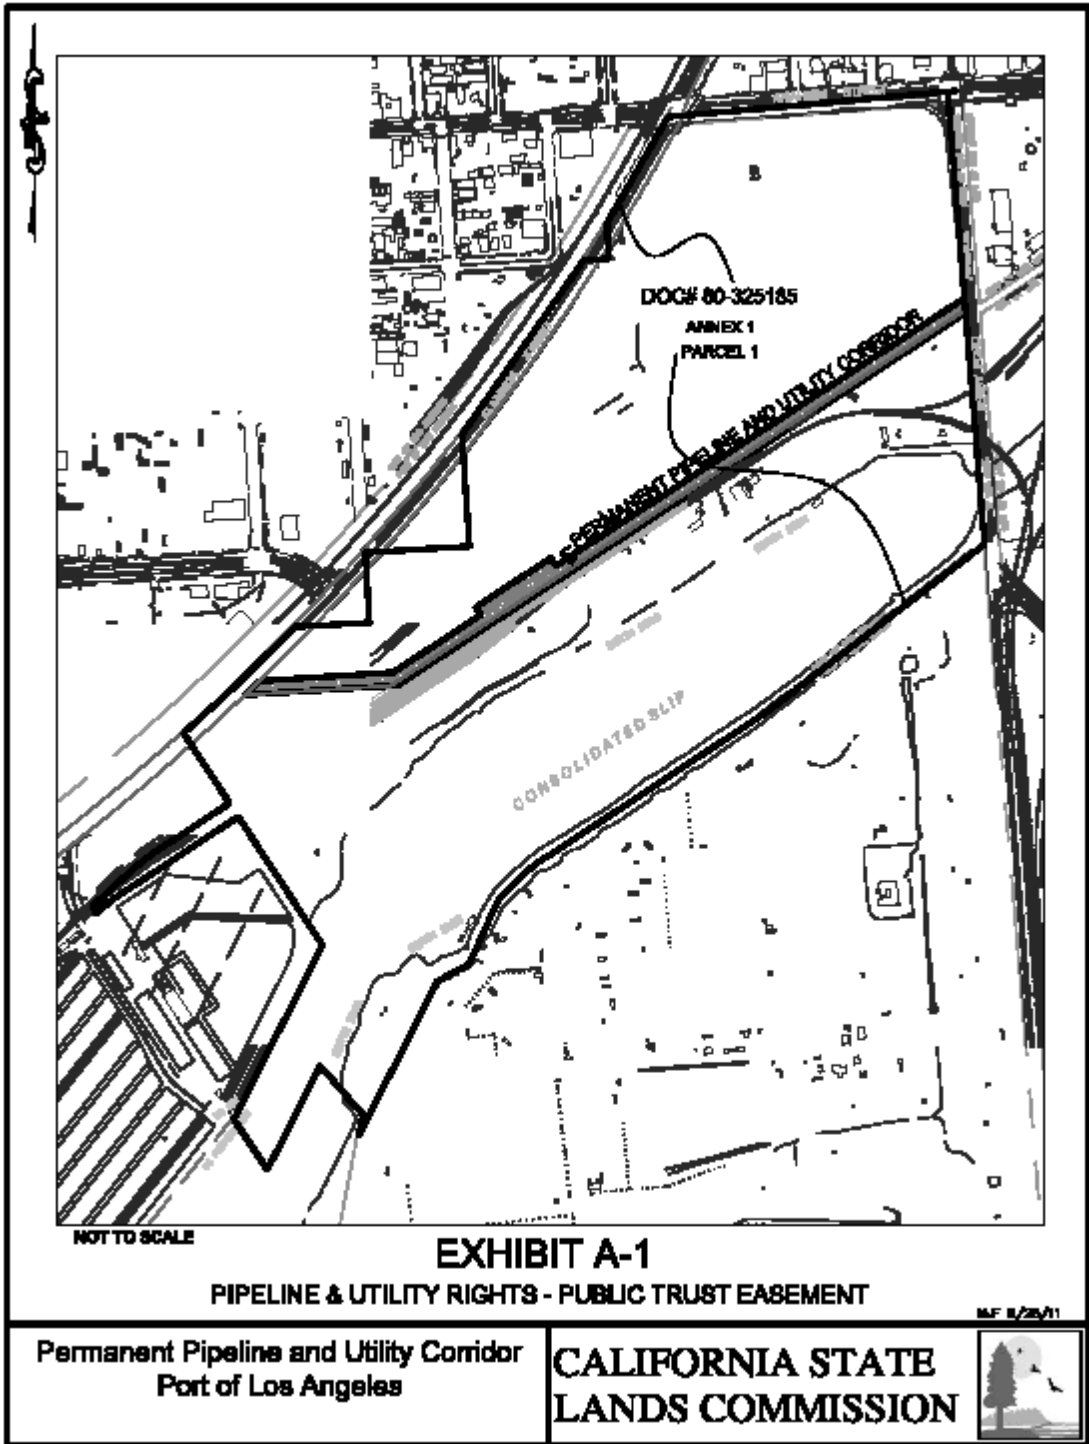 DOC# 80-325185
ANNEX 1
PARCEL 1
PERMANENT PIPELINE AND UTILITY CORRIDOR
CONSOLIDATED SLIP
NOT TO SCALE
EXHIBIT A-1
PIPELINE & UTILITY RIGHTS - PUBLIC TRUST EASEMENT
Permanent Pipeline and Utility Corridor
Port of Los Angeles
CALIFORNIA STATE
LANDS COMMISSION